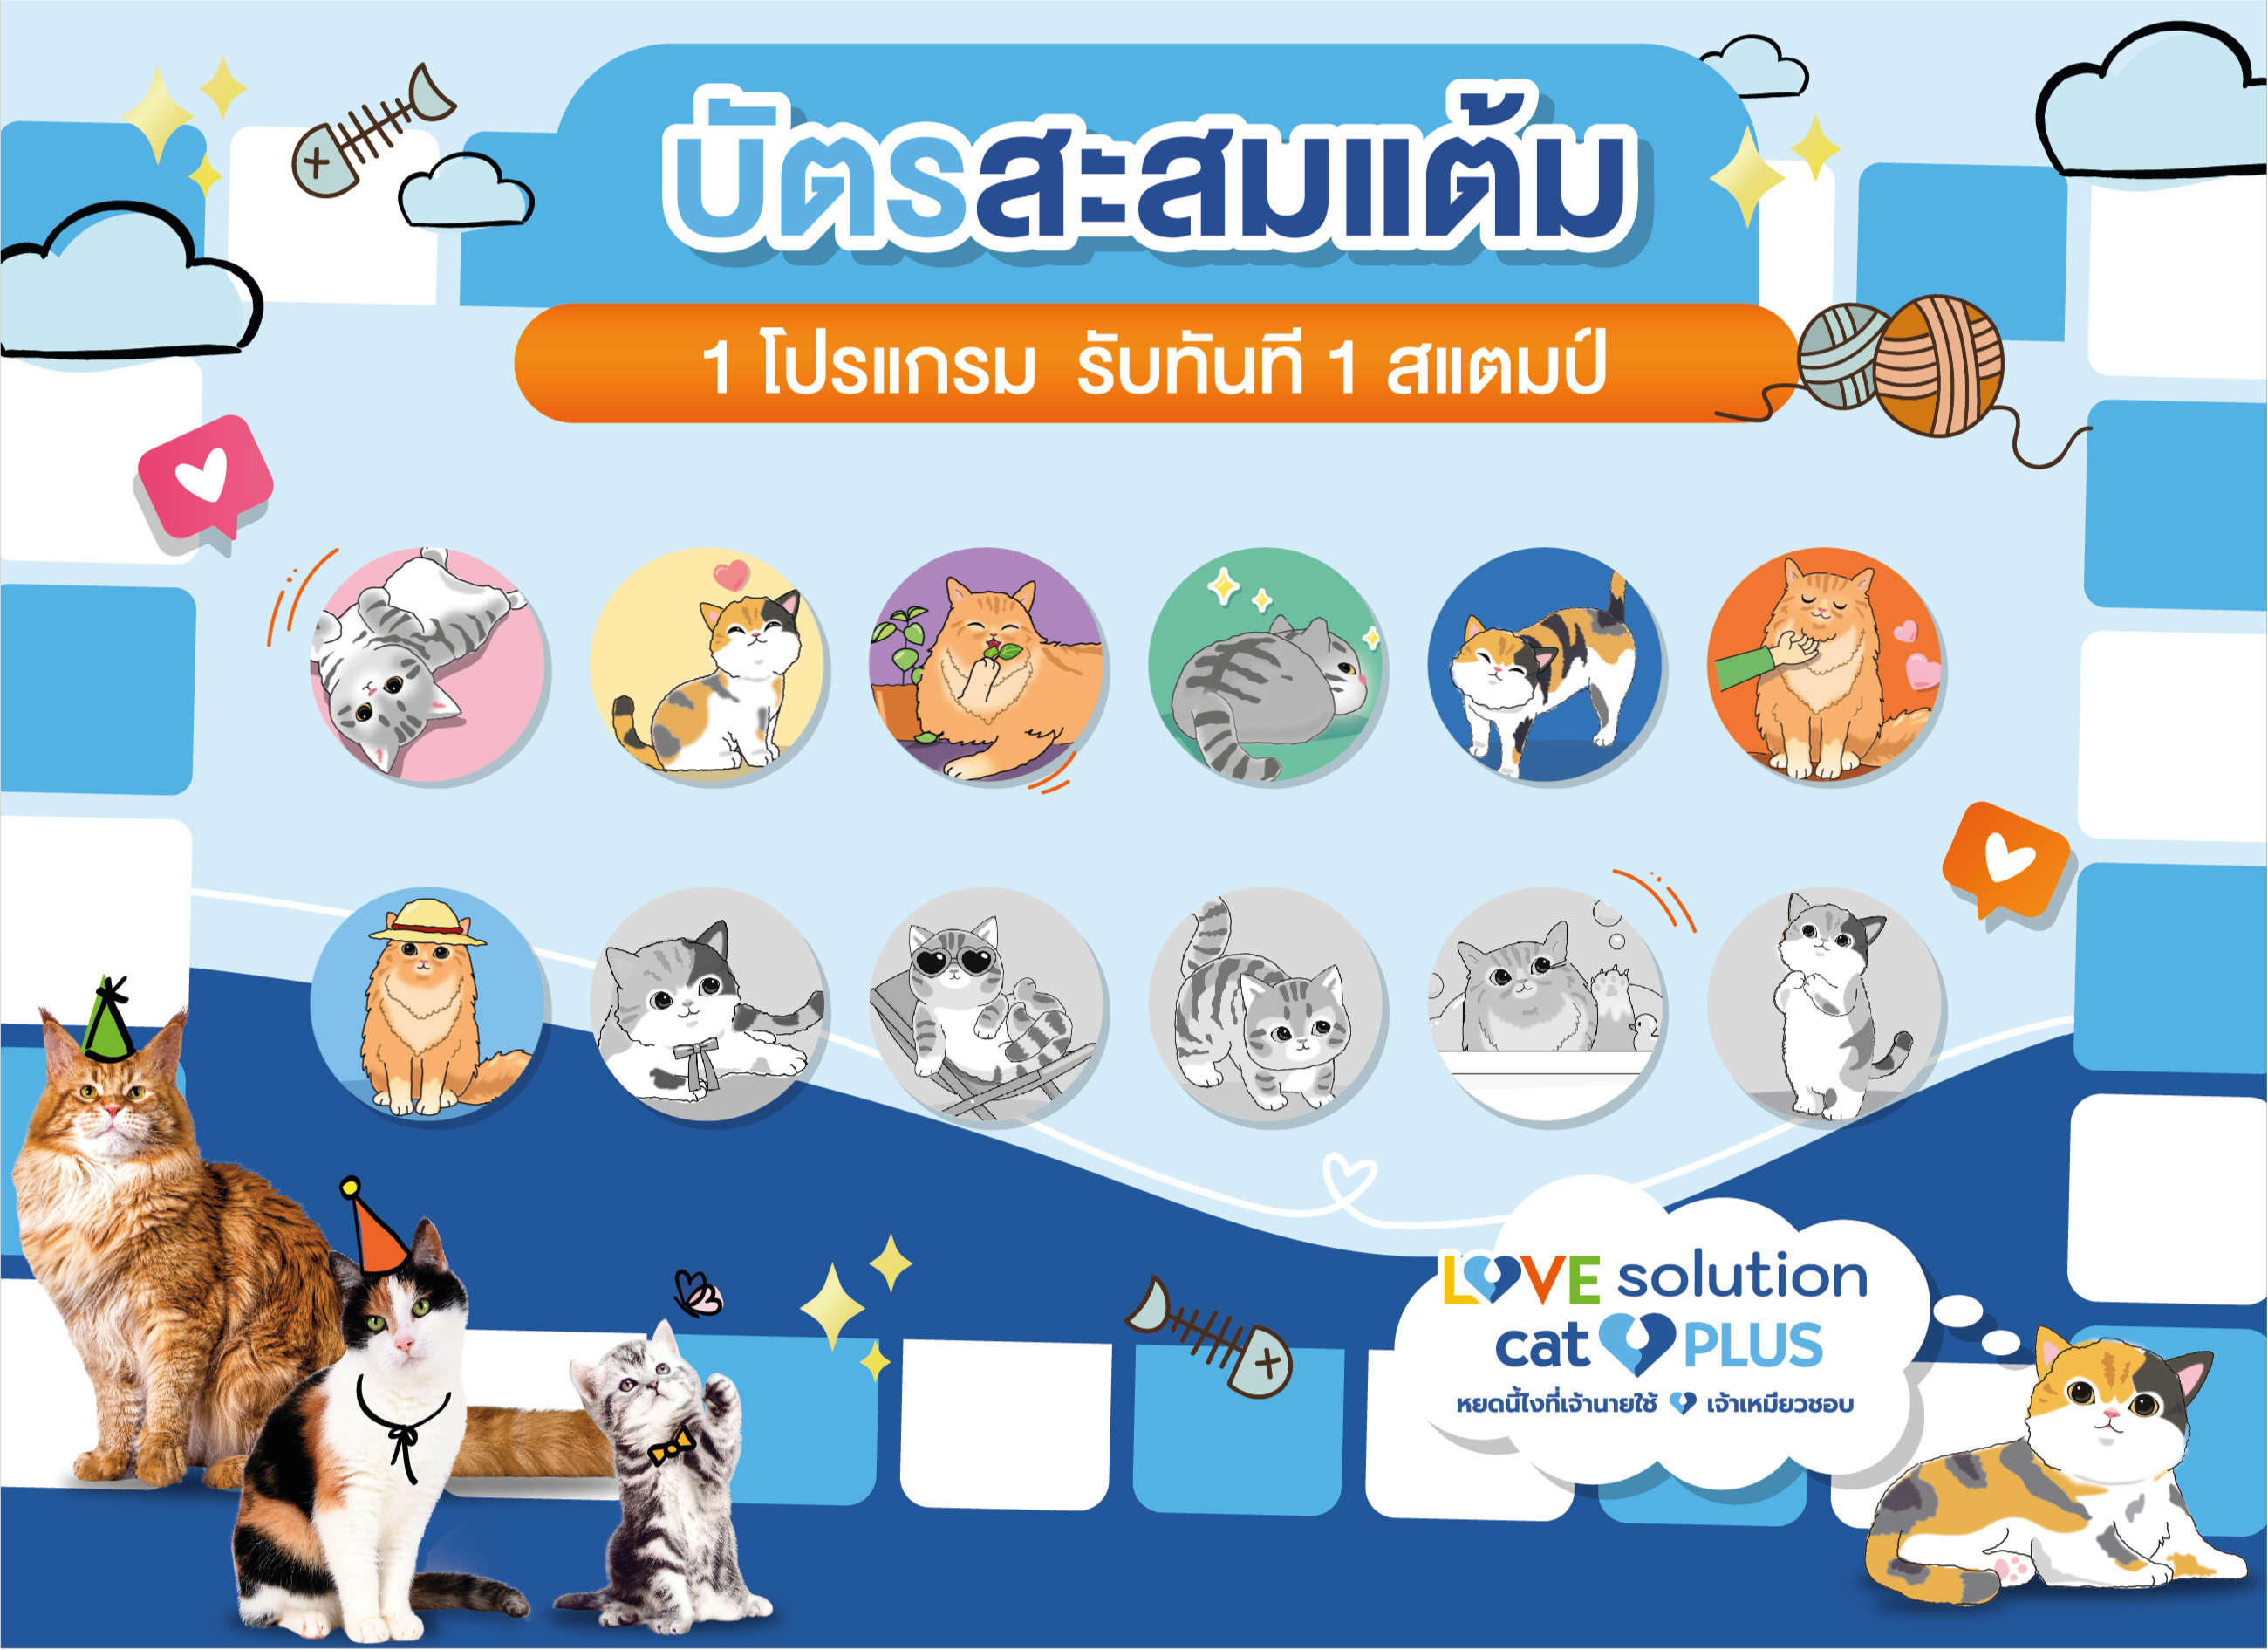 บัตรสะสมแต้ม
1 โปรแกรม รับทันที 1 สแตมป์
LOVE solution
cat PLUS
หยดนี้ไงที่เจ้านายใช้ เจ้าเหมียวชอบ